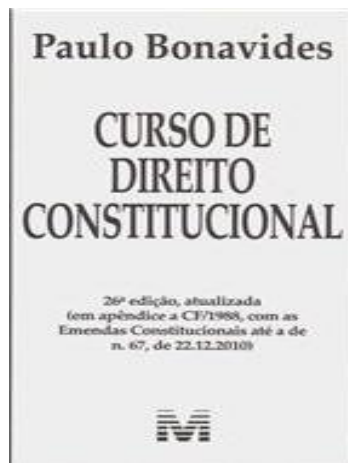 Paulo Bonavides
CURSO DE
DIREITO
CONSTITUCIONAL
26ª edição, atualizada
(em apêndice a CF/1988, com as
Emendas Constitucionais até a de
n. 67, de 22.12.2010)
M